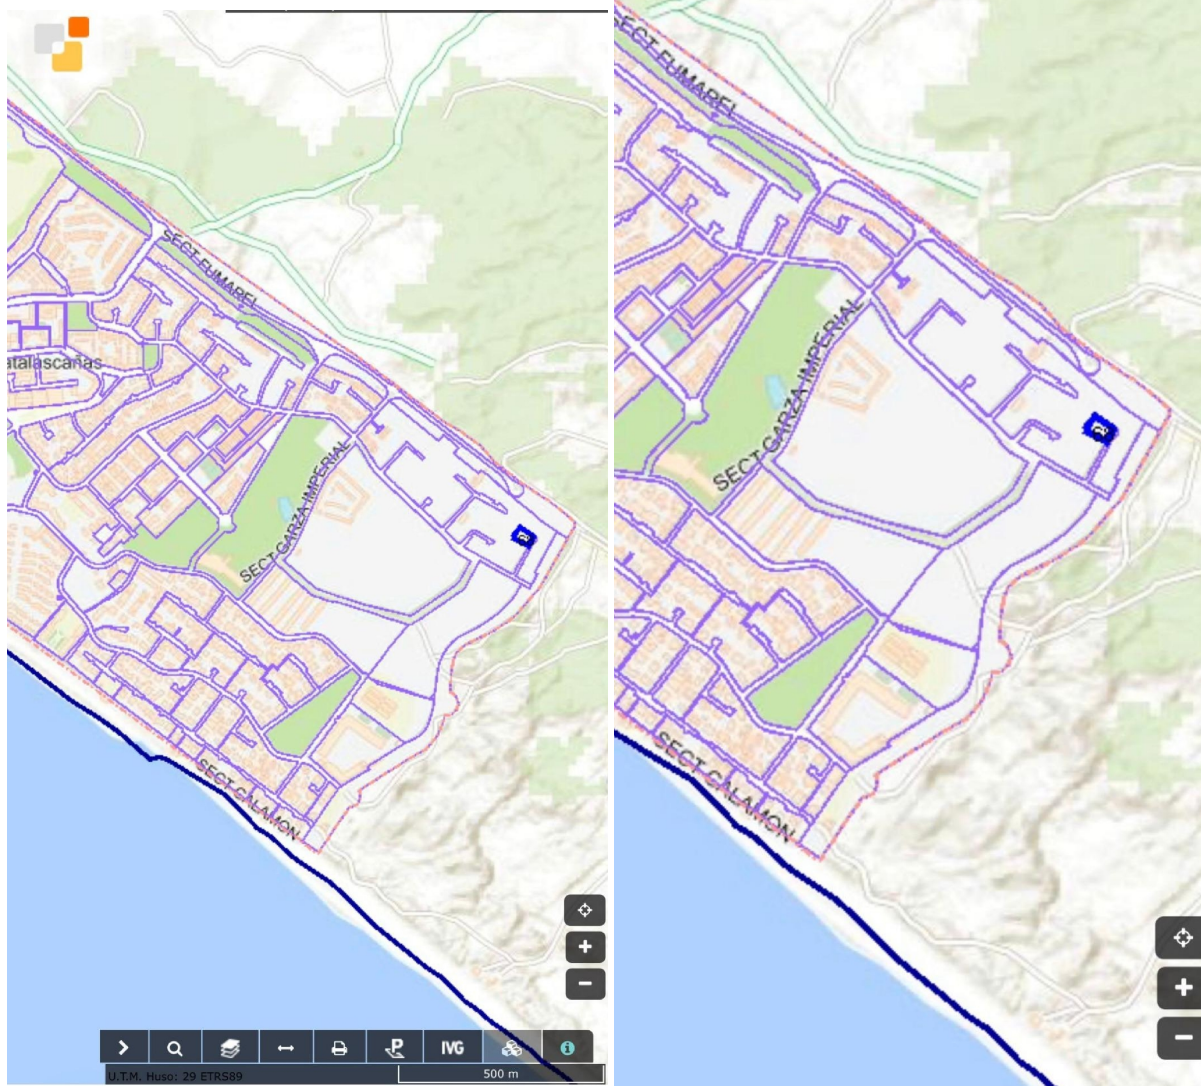 SECT FUMAREL
atalascañas
SECT GARZA IMPERIAL
SECT CALAMON
IVG
U.T.M. Huso: 29 ETRS89
500 m
SECT FUMAREL
SECT GARZA IMPERIAL
SECT CALAMON